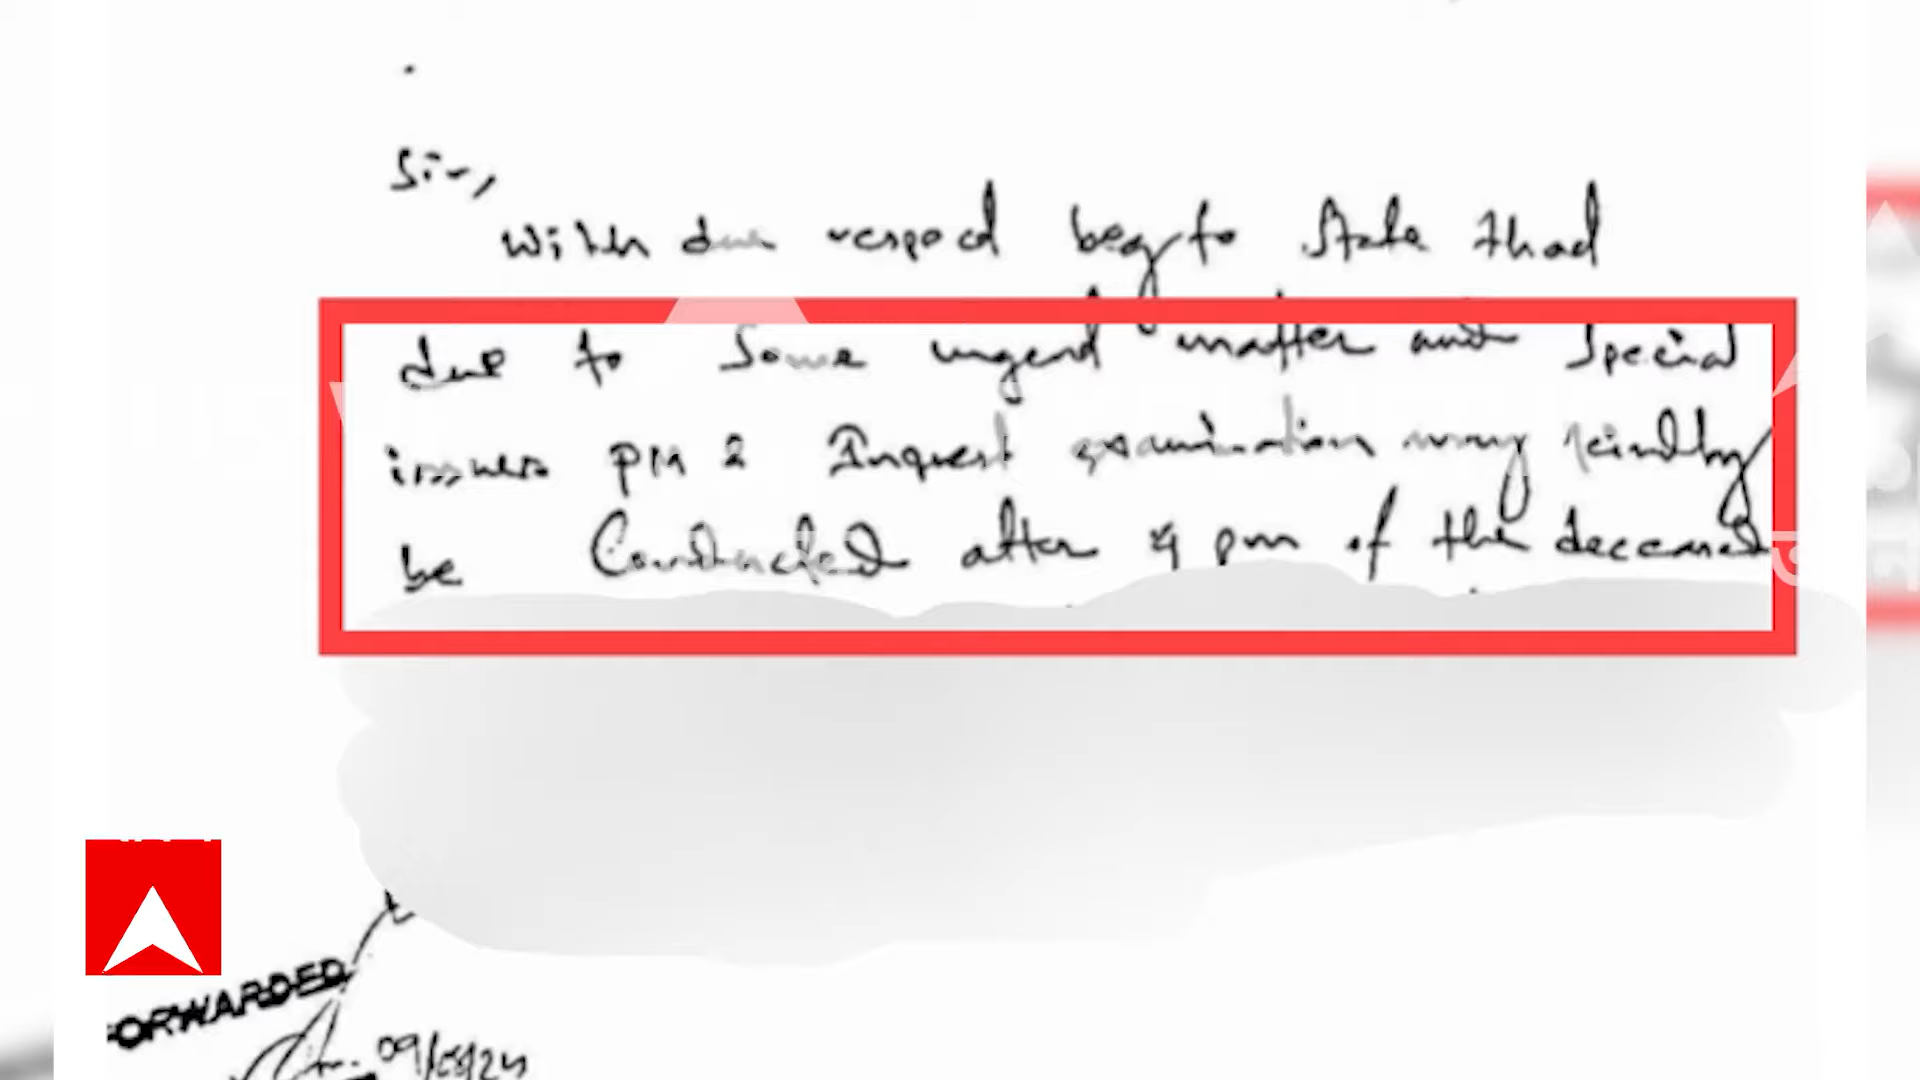 Sir,
With due respect beg to state that
due to some urgent matter and special
issues PM & Inquest examination may kindly
be Conducted after 4 pm of the deceased
FORWARDED
09/08/24